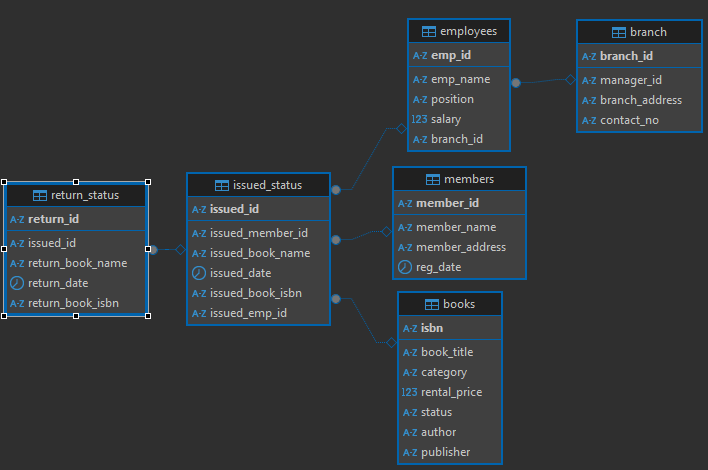 employees
A-Z emp_id
A-Z emp_name
A-Z position
123 salary
A-Z branch_id
branch
A-Z branch_id
A-Z manager_id
A-Z branch_address
A-Z contact_no
return_status
A-Z return_id
A-Z issued_id
A-Z return_book_name
return_date
A-Z return_book_isbn
issued_status
A-Z issued_id
A-Z issued_member_id
A-Z issued_book_name
issued_date
A-Z issued_book_isbn
A-Z issued_emp_id
members
A-Z member_id
A-Z member_name
A-Z member_address
reg_date
books
A-Z isbn
A-Z book_title
A-Z category
123 rental_price
A-Z status
A-Z author
A-Z publisher